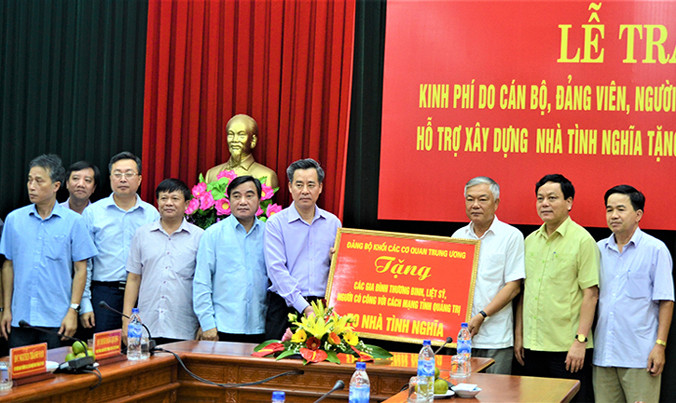 LỄ TRA
KINH PHÍ DO CÁN BỘ, ĐẢNG VIÊN, NGƯỜI
HỖ TRỢ XÂY DỰNG NHÀ TÌNH NGHĨA TẶNG
ĐẢNG BỘ KHỐI CÁC CƠ QUAN TRUNG ƯƠNG
Tặng
CÁC GIA ĐÌNH THƯƠNG BINH, LIỆT SỸ,
NGƯỜI CÓ CÔNG VỚI CÁCH MẠNG TỈNH QUẢNG TRỊ
20 NHÀ TÌNH NGHĨA